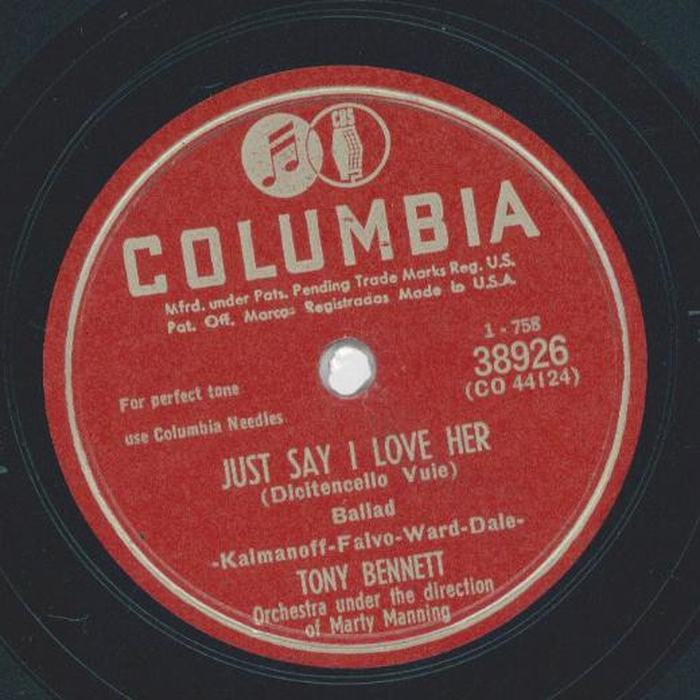 CBS
COLUMBIA
Mfrd. under Pats. Pending Trade Marks Reg. U.S.
Pat. Off. Marcas Registradas Made in U.S.A.
1 - 758
38926
(CO 44124)
For perfect tone
use Columbia Needles
JUST SAY I LOVE HER
(Dicitencello Vuie)
Ballad
-Kalmanoff-Falvo-Ward-Dale-
TONY BENNETT
Orchestra under the direction
of Marty Manning